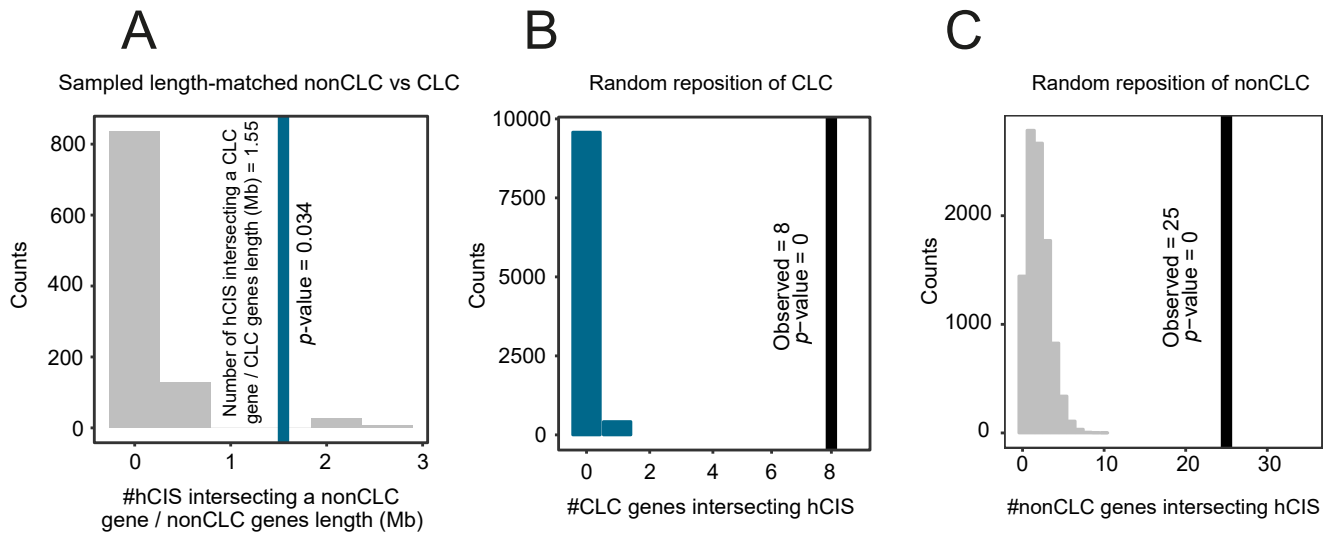 A
Sampled length-matched nonCLC vs CLC
Counts
800
600
400
200
0
Number of hCIS intersecting a CLC
gene / CLC genes length (Mb) = 1.55
p-value = 0.034
0 1 2 3
#hCIS intersecting a nonCLC
gene / nonCLC genes length (Mb)
B
Random reposition of CLC
Counts
10000
7500
5000
2500
0
Observed = 8
p−value = 0
0 2 4 6 8
#CLC genes intersecting hCIS
C
Random reposition of nonCLC
Counts
2000
1000
0
Observed = 25
p−value = 0
0 10 20 30
#nonCLC genes intersecting hCIS